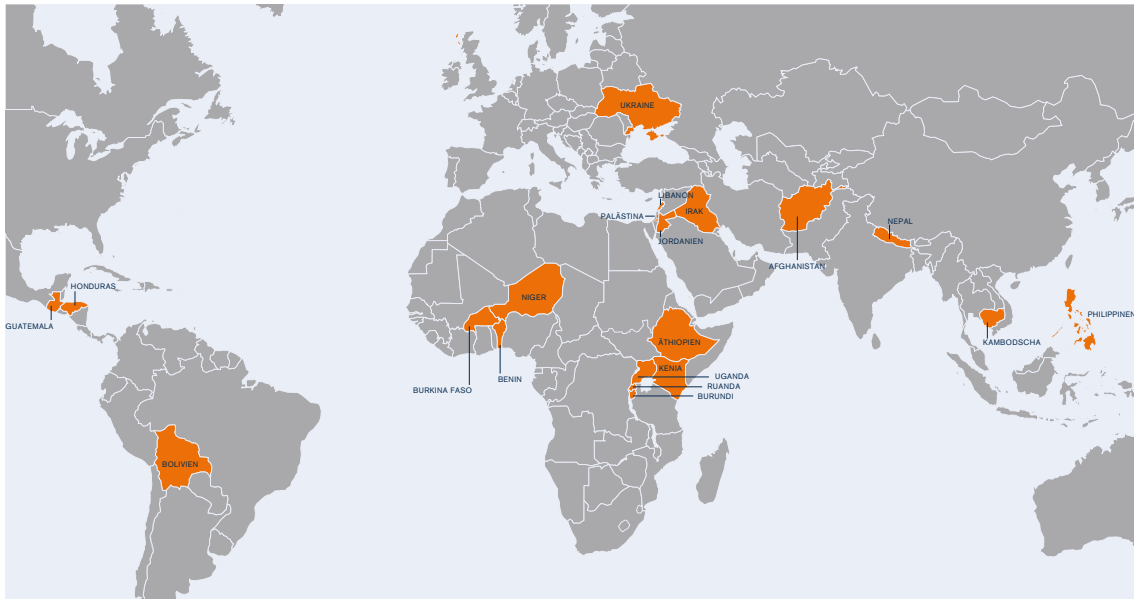 UKRAINE
LIBANON
IRAK
PALÄSTINA
JORDANIEN
AFGHANISTAN
NEPAL
HONDURAS
GUATEMALA
NIGER
PHILIPPINEN
KAMBODSCHA
ÄTHIOPIEN
KENIA
UGANDA
RUANDA
BURUNDI
BENIN
BURKINA FASO
BOLIVIEN